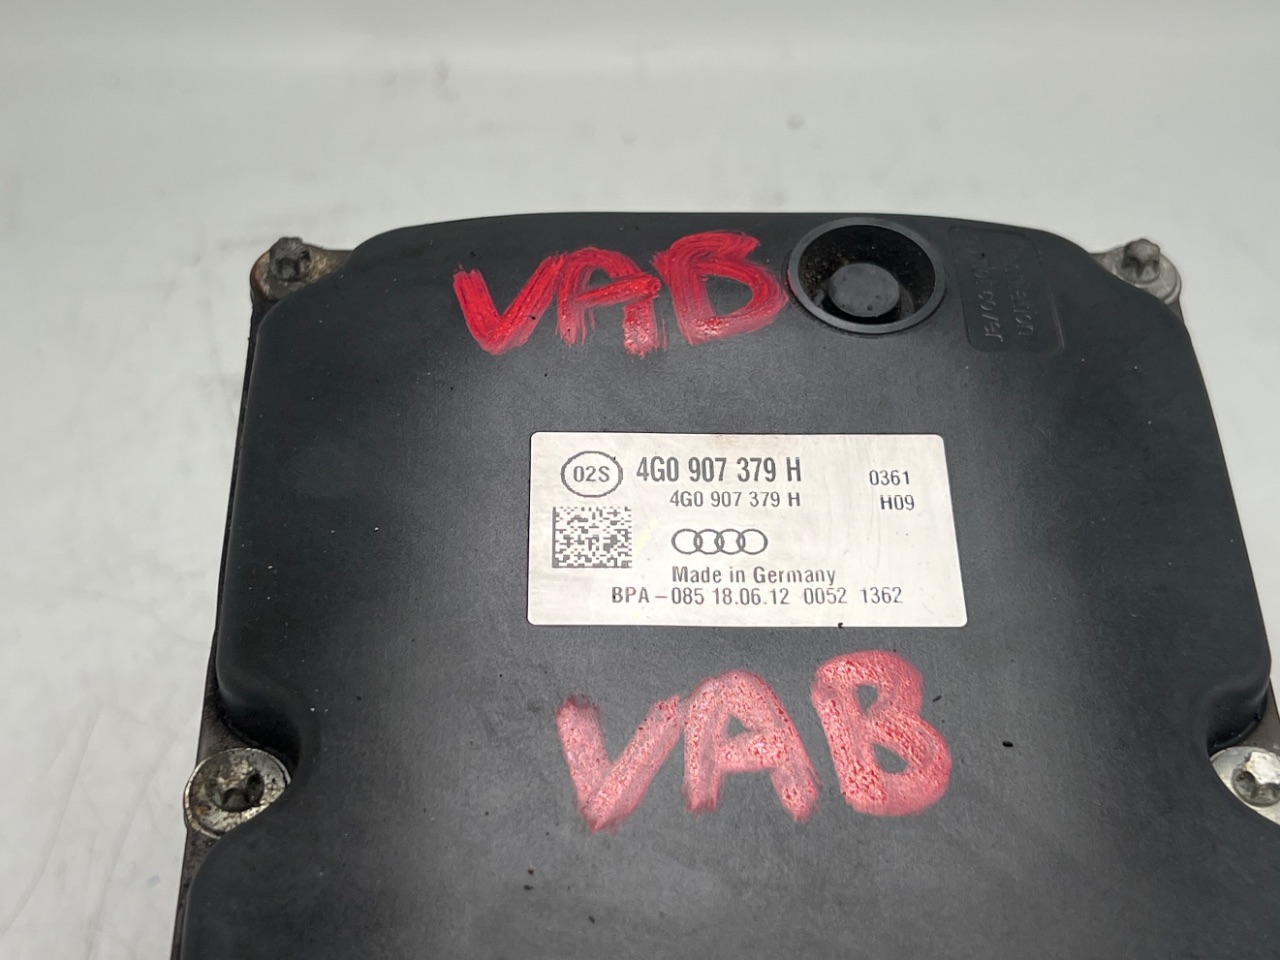 VAB
02S 4G0 907 379 H 0361
4G0 907 379 H H09
Made in Germany
BPA-085 18.06.12 0052 1362
VAB